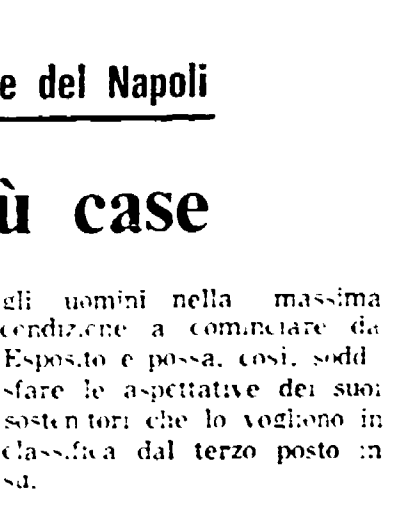 e del Napoli
ù case
gli uomini nella massima
condizione a cominciare da
Esposito e possa, così, sodd-
sfare le aspettative dei suoi
sostenitori che lo vogliono in
classifica dal terzo posto in
su.